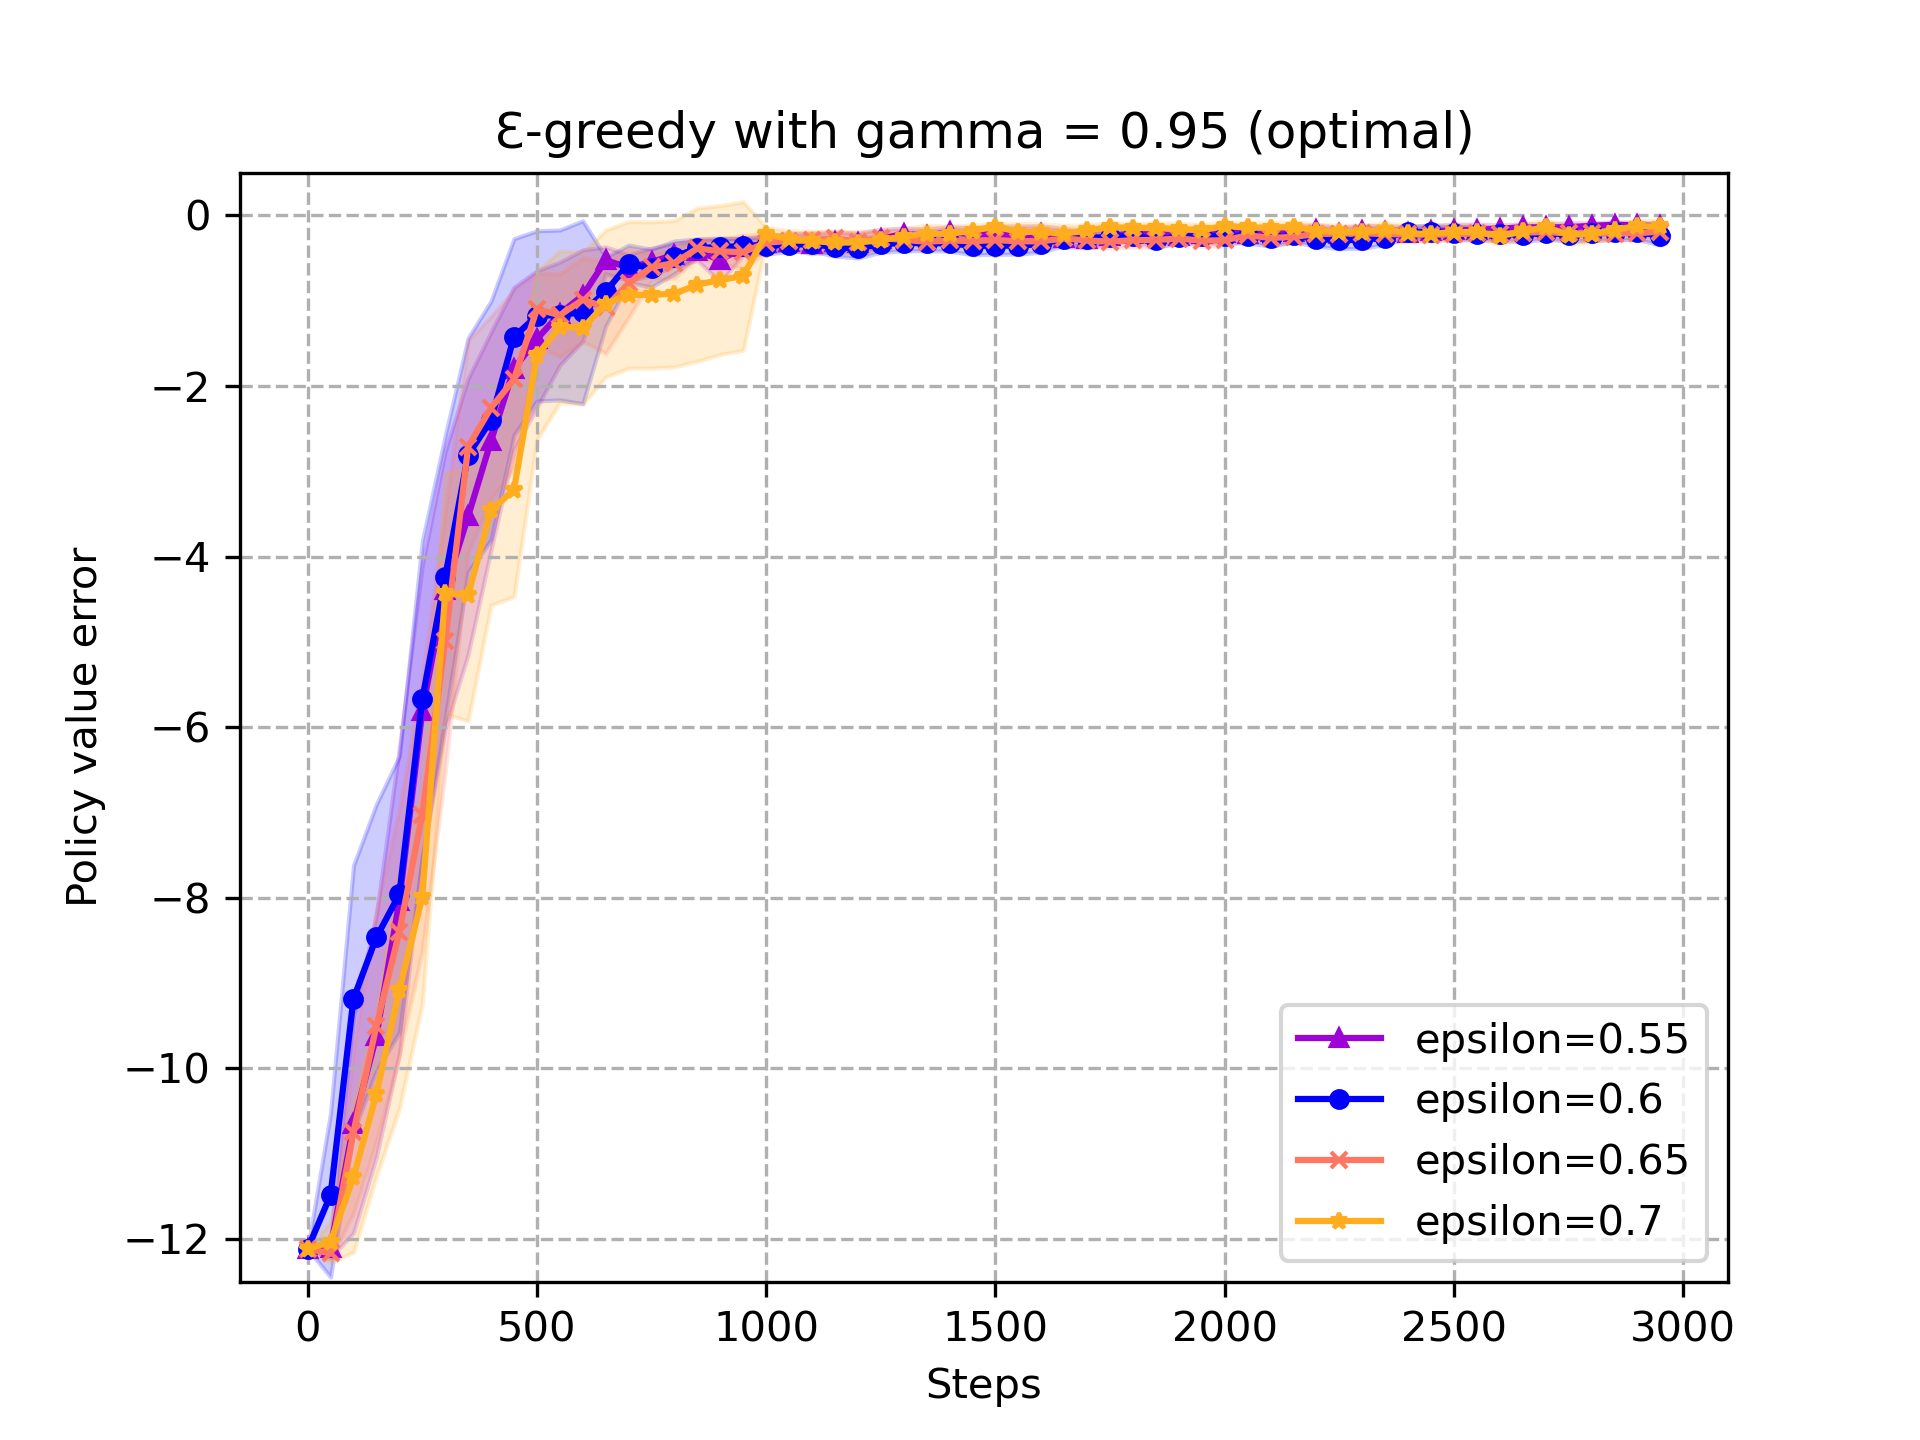 Ɛ-greedy with gamma = 0.95 (optimal)
Policy value error
0
−2
−4
−6
−8
−10
−12
0
500
1000
1500
2000
2500
3000
Steps
epsilon=0.55
epsilon=0.6
epsilon=0.65
epsilon=0.7